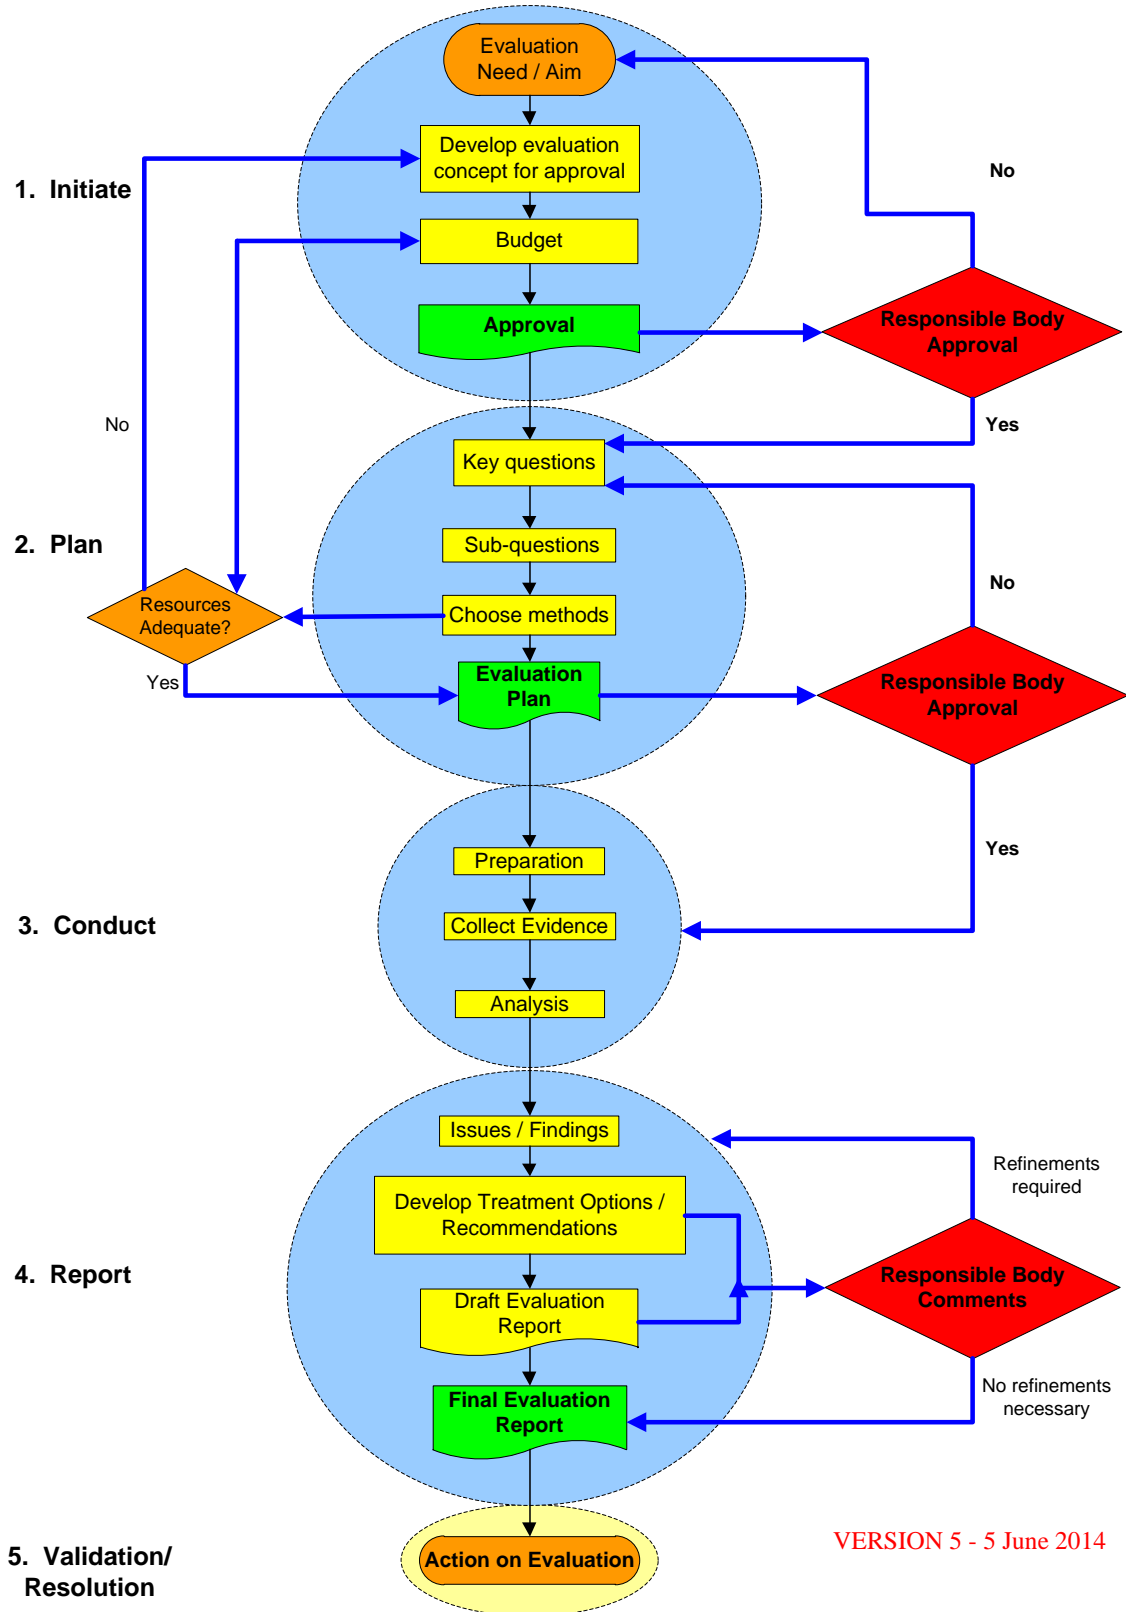 Evaluation
Need / Aim
Develop evaluation
concept for approval
1. Initiate
No
Budget
Approval
Responsible Body
Approval
No
Yes
Key questions
2. Plan
Sub-questions
No
Resources
Adequate?
Choose methods
Yes
Evaluation
Plan
Responsible Body
Approval
Yes
Preparation
3. Conduct
Collect Evidence
Analysis
Issues / Findings
Refinements
required
Develop Treatment Options /
Recommendations
4. Report
Responsible Body
Comments
Draft Evaluation
Report
No refinements
necessary
Final Evaluation
Report
VERSION 5 - 5 June 2014
5. Validation/
Resolution
Action on Evaluation